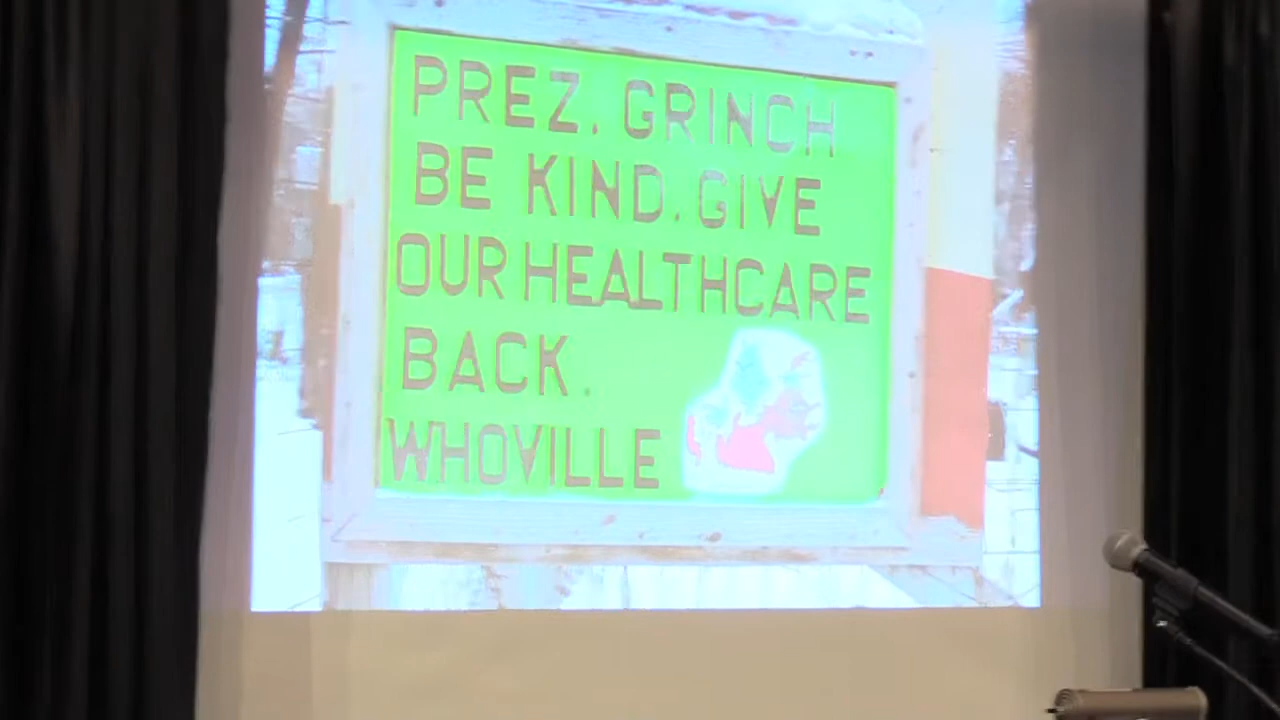 PREZ. GRINCH
BE KIND. GIVE
OUR HEALTHCARE
BACK.
WHOVILLE